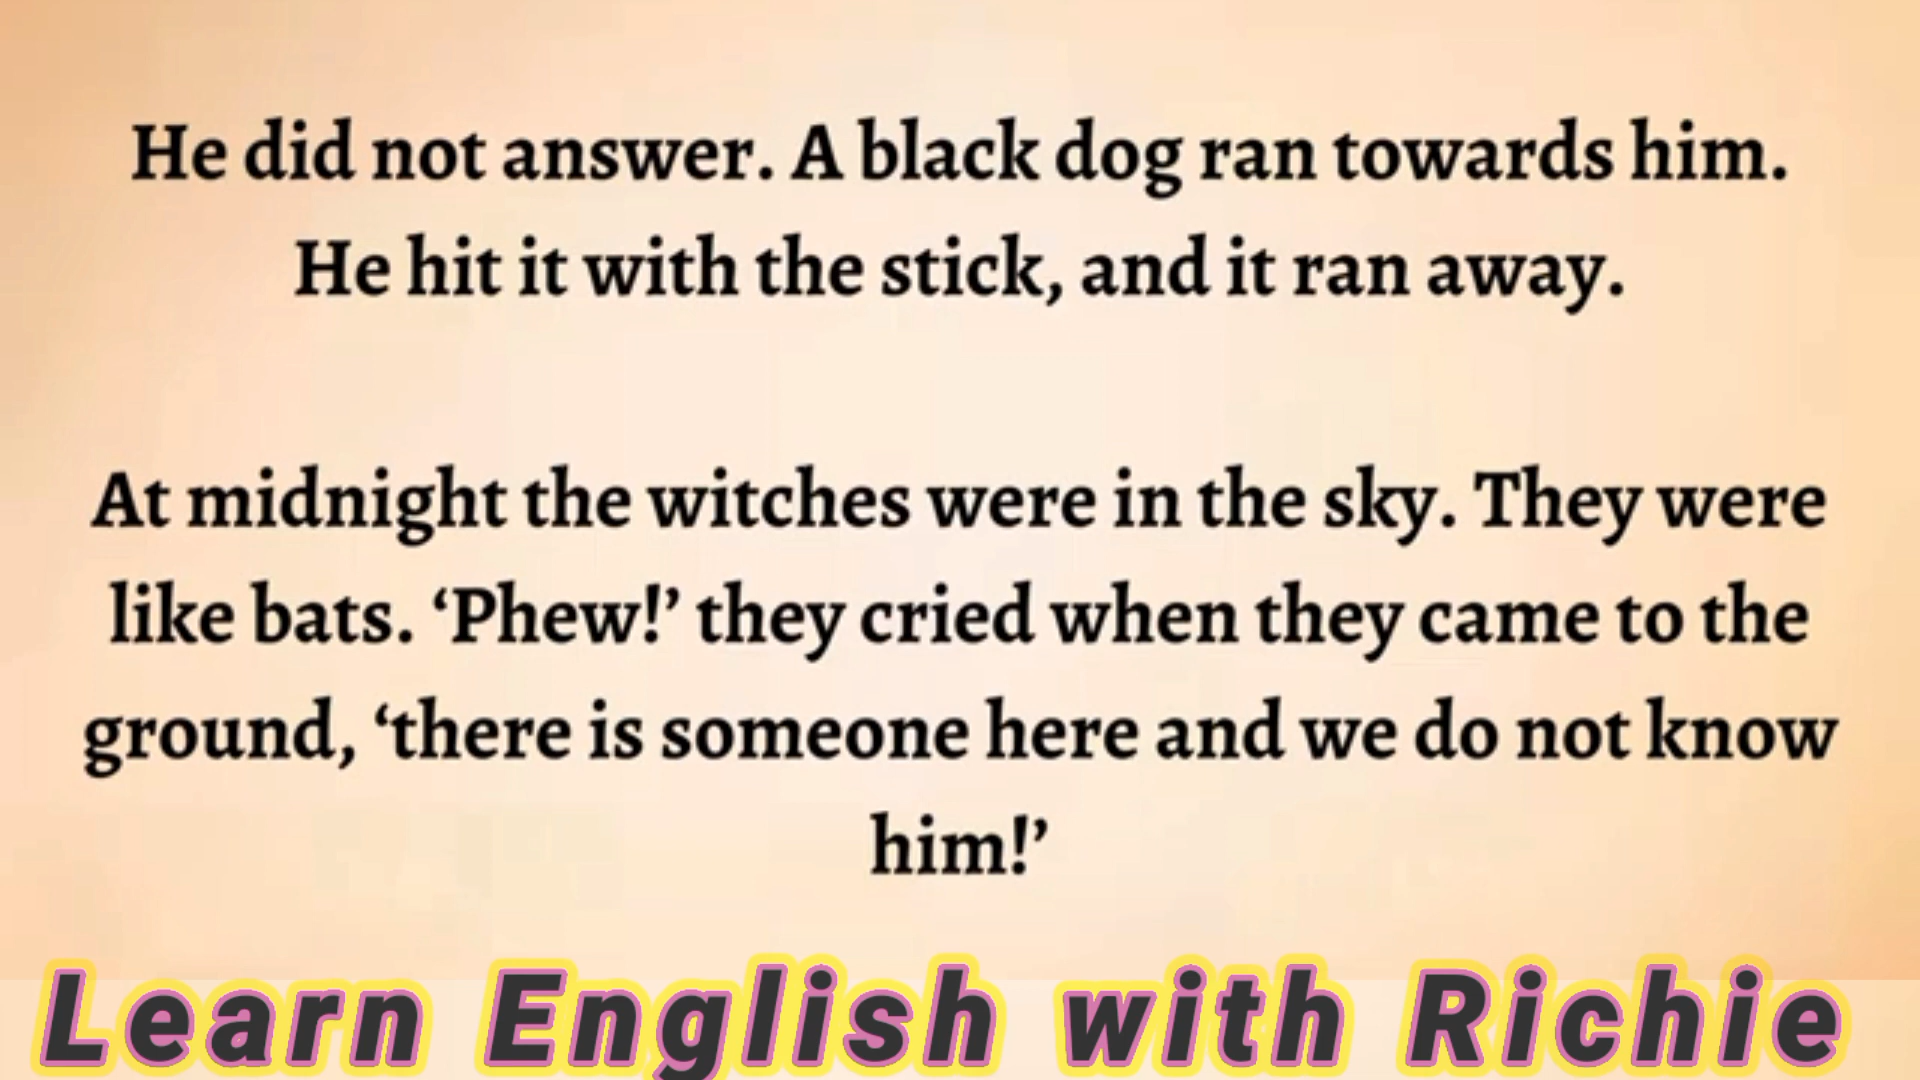 He did not answer. A black dog ran towards him.
He hit it with the stick, and it ran away.
At midnight the witches were in the sky. They were
like bats. ‘Phew!’ they cried when they came to the
ground, ‘there is someone here and we do not know
him!’
Learn English with Richie